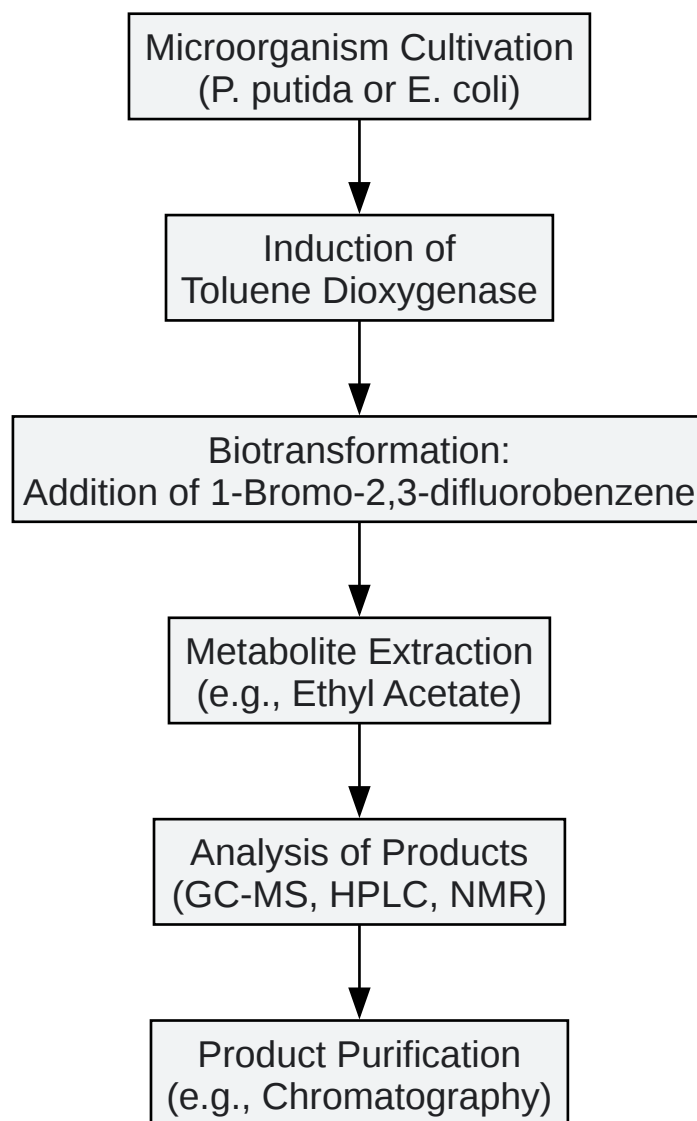 Microorganism Cultivation
(P. putida or E. coli)
Induction of
Toluene Dioxygenase
Biotransformation:
Addition of 1-Bromo-2,3-difluorobenzene
Metabolite Extraction
(e.g., Ethyl Acetate)
Analysis of Products
(GC-MS, HPLC, NMR)
Product Purification
(e.g., Chromatography)